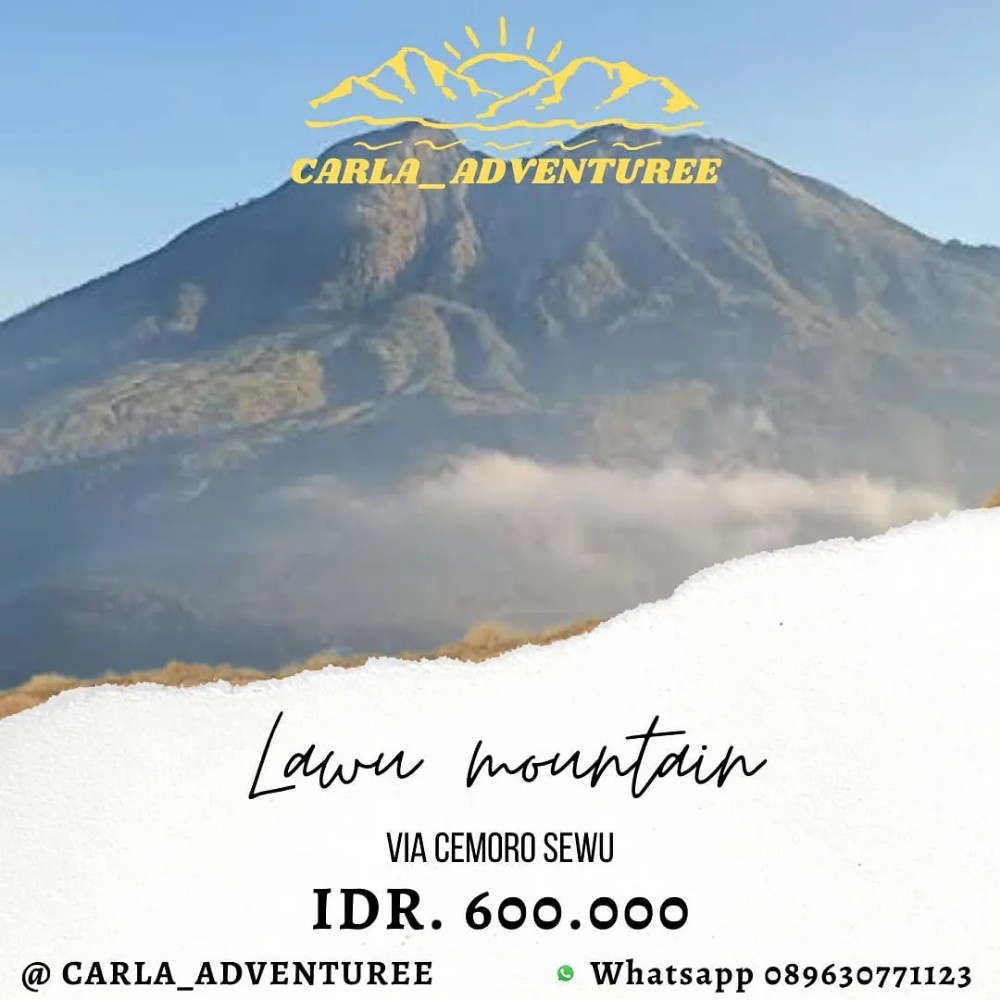 CARLA_ADVENTUREE
Lawu mountain
VIA CEMORO SEWU
IDR. 600.000
@ CARLA_ADVENTUREE
Whatsapp 089630771123